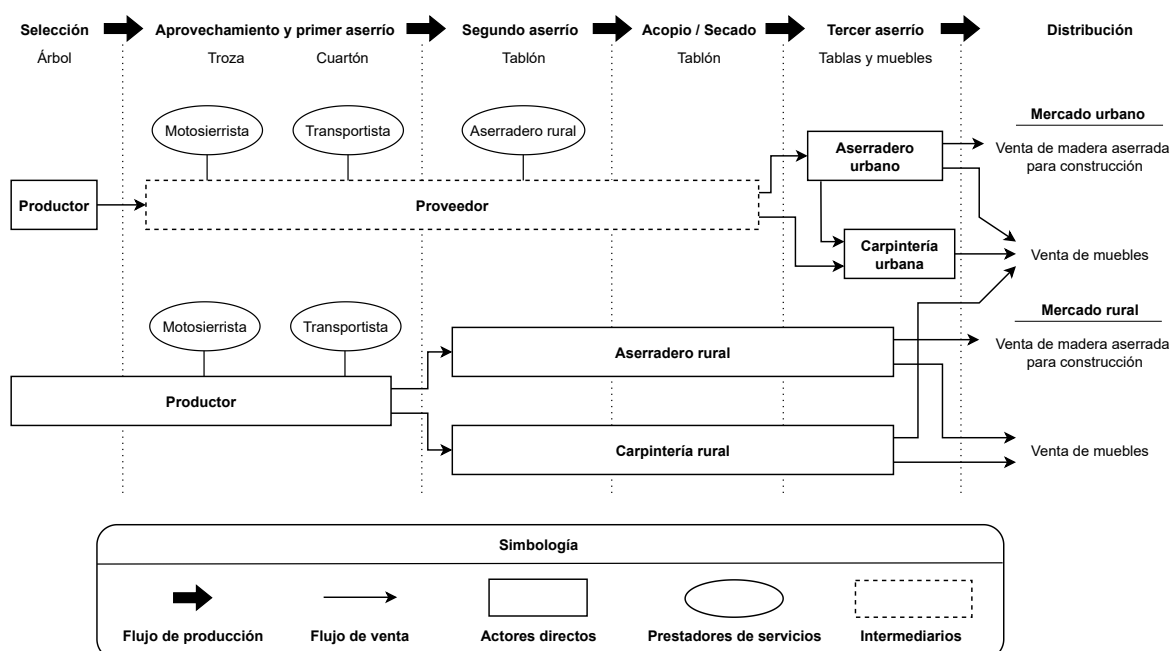 Selección
Aprovechamiento y primer aserrío
Segundo aserrío
Acopio / Secado
Tercer aserrío
Distribución
Árbol
Troza
Cuartón
Tablón
Tablón
Tablas y muebles
Motosierrista
Transportista
Aserradero rural
Productor
Proveedor
Aserradero
urbano
Carpintería
urbana
Mercado urbano
Venta de madera aserrada
para construcción
Venta de muebles
Motosierrista
Transportista
Productor
Aserradero rural
Carpintería rural
Mercado rural
Venta de madera aserrada
para construcción
Venta de muebles
Simbología
Flujo de producción
Flujo de venta
Actores directos
Prestadores de servicios
Intermediarios